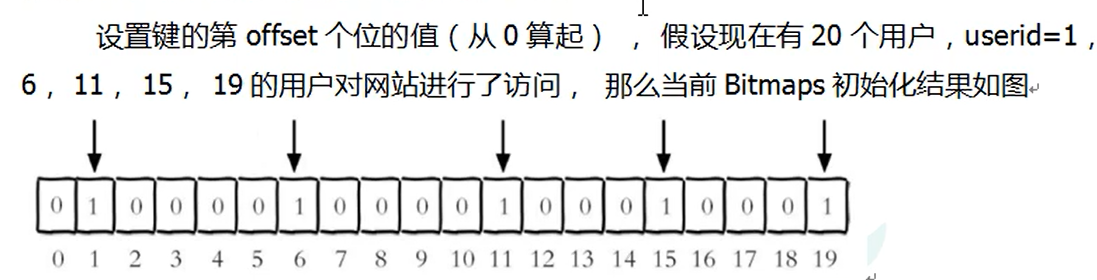 设置键的第 offset 个位的值（从 0 算起） ， 假设现在有 20 个用户，userid=1，
6， 11， 15， 19 的用户对网站进行了访问， 那么当前 Bitmaps 初始化结果如图
0 1 0 0 0 0 1 0 0 0 0 1 0 0 0 1 0 0 0 1
0 1 2 3 4 5 6 7 8 9 10 11 12 13 14 15 16 17 18 19